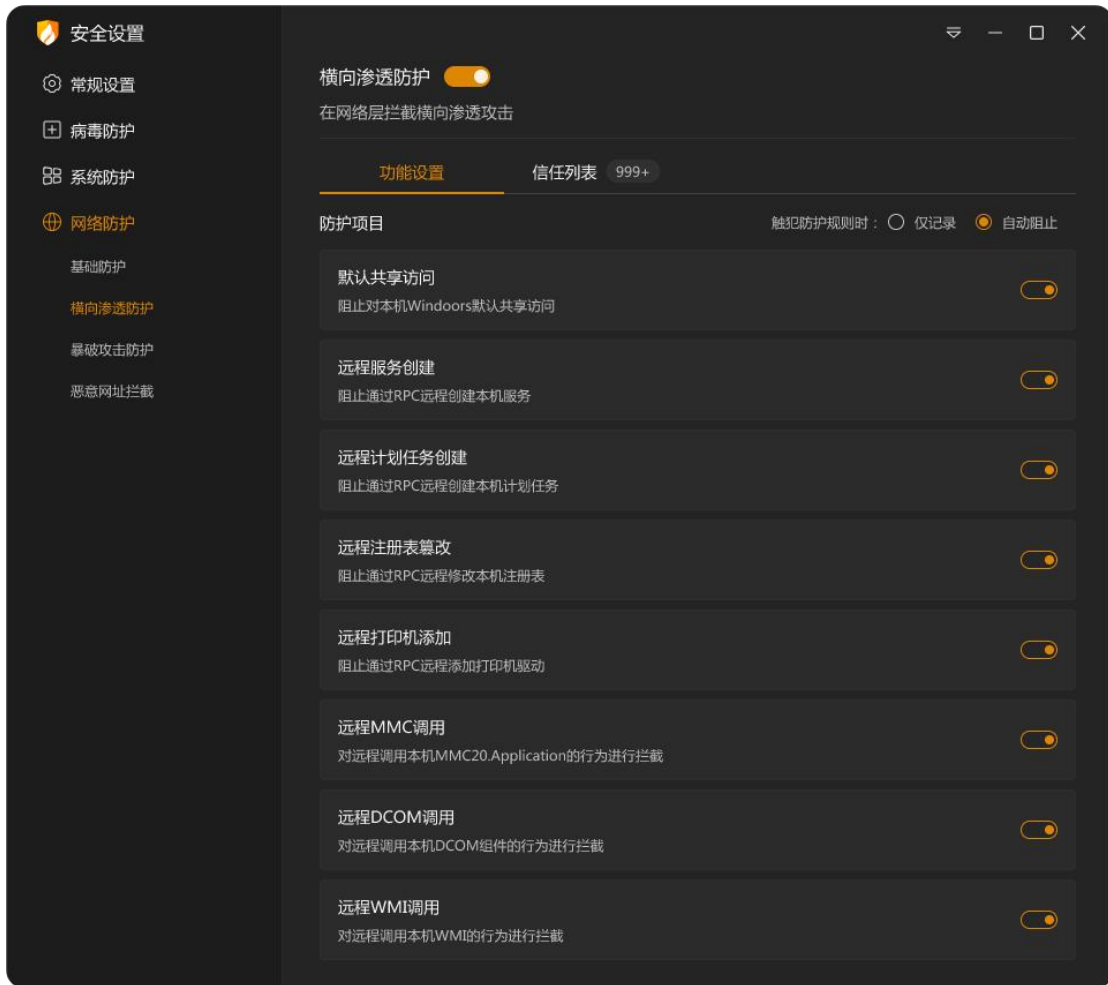 安全设置
常规设置
病毒防护
系统防护
网络防护
基础防护
横向渗透防护
暴破攻击防护
恶意网址拦截
横向渗透防护
在网络层拦截横向渗透攻击
功能设置 信任列表 999+
防护项目 触犯防护规则时： 仅记录 自动阻止
默认共享访问
阻止对本机Windoors默认共享访问
远程服务创建
阻止通过RPC远程创建本机服务
远程计划任务创建
阻止通过RPC远程创建本机计划任务
远程注册表篡改
阻止通过RPC远程修改本机注册表
远程打印机添加
阻止通过RPC远程添加打印机驱动
远程MMC调用
对远程调用本机MMC20.Application的行为进行拦截
远程DCOM调用
对远程调用本机DCOM组件的行为进行拦截
远程WMI调用
对远程调用本机WMI的行为进行拦截